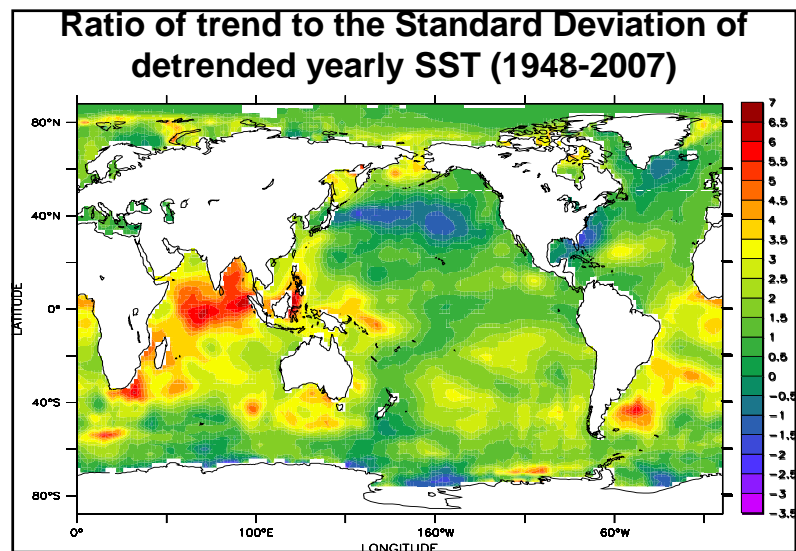 Ratio of trend to the Standard Deviation of
detrended yearly SST (1948-2007)
80°N
40°N
0°
40°S
80°S
LATITUDE
0°
100°E
160°W
60°W
LONGITUDE
7
6.5
6
5.5
5
4.5
4
3.5
3
2.5
2
1.5
1
0.5
0
-0.5
-1
-1.5
-2
-2.5
-3
-3.5